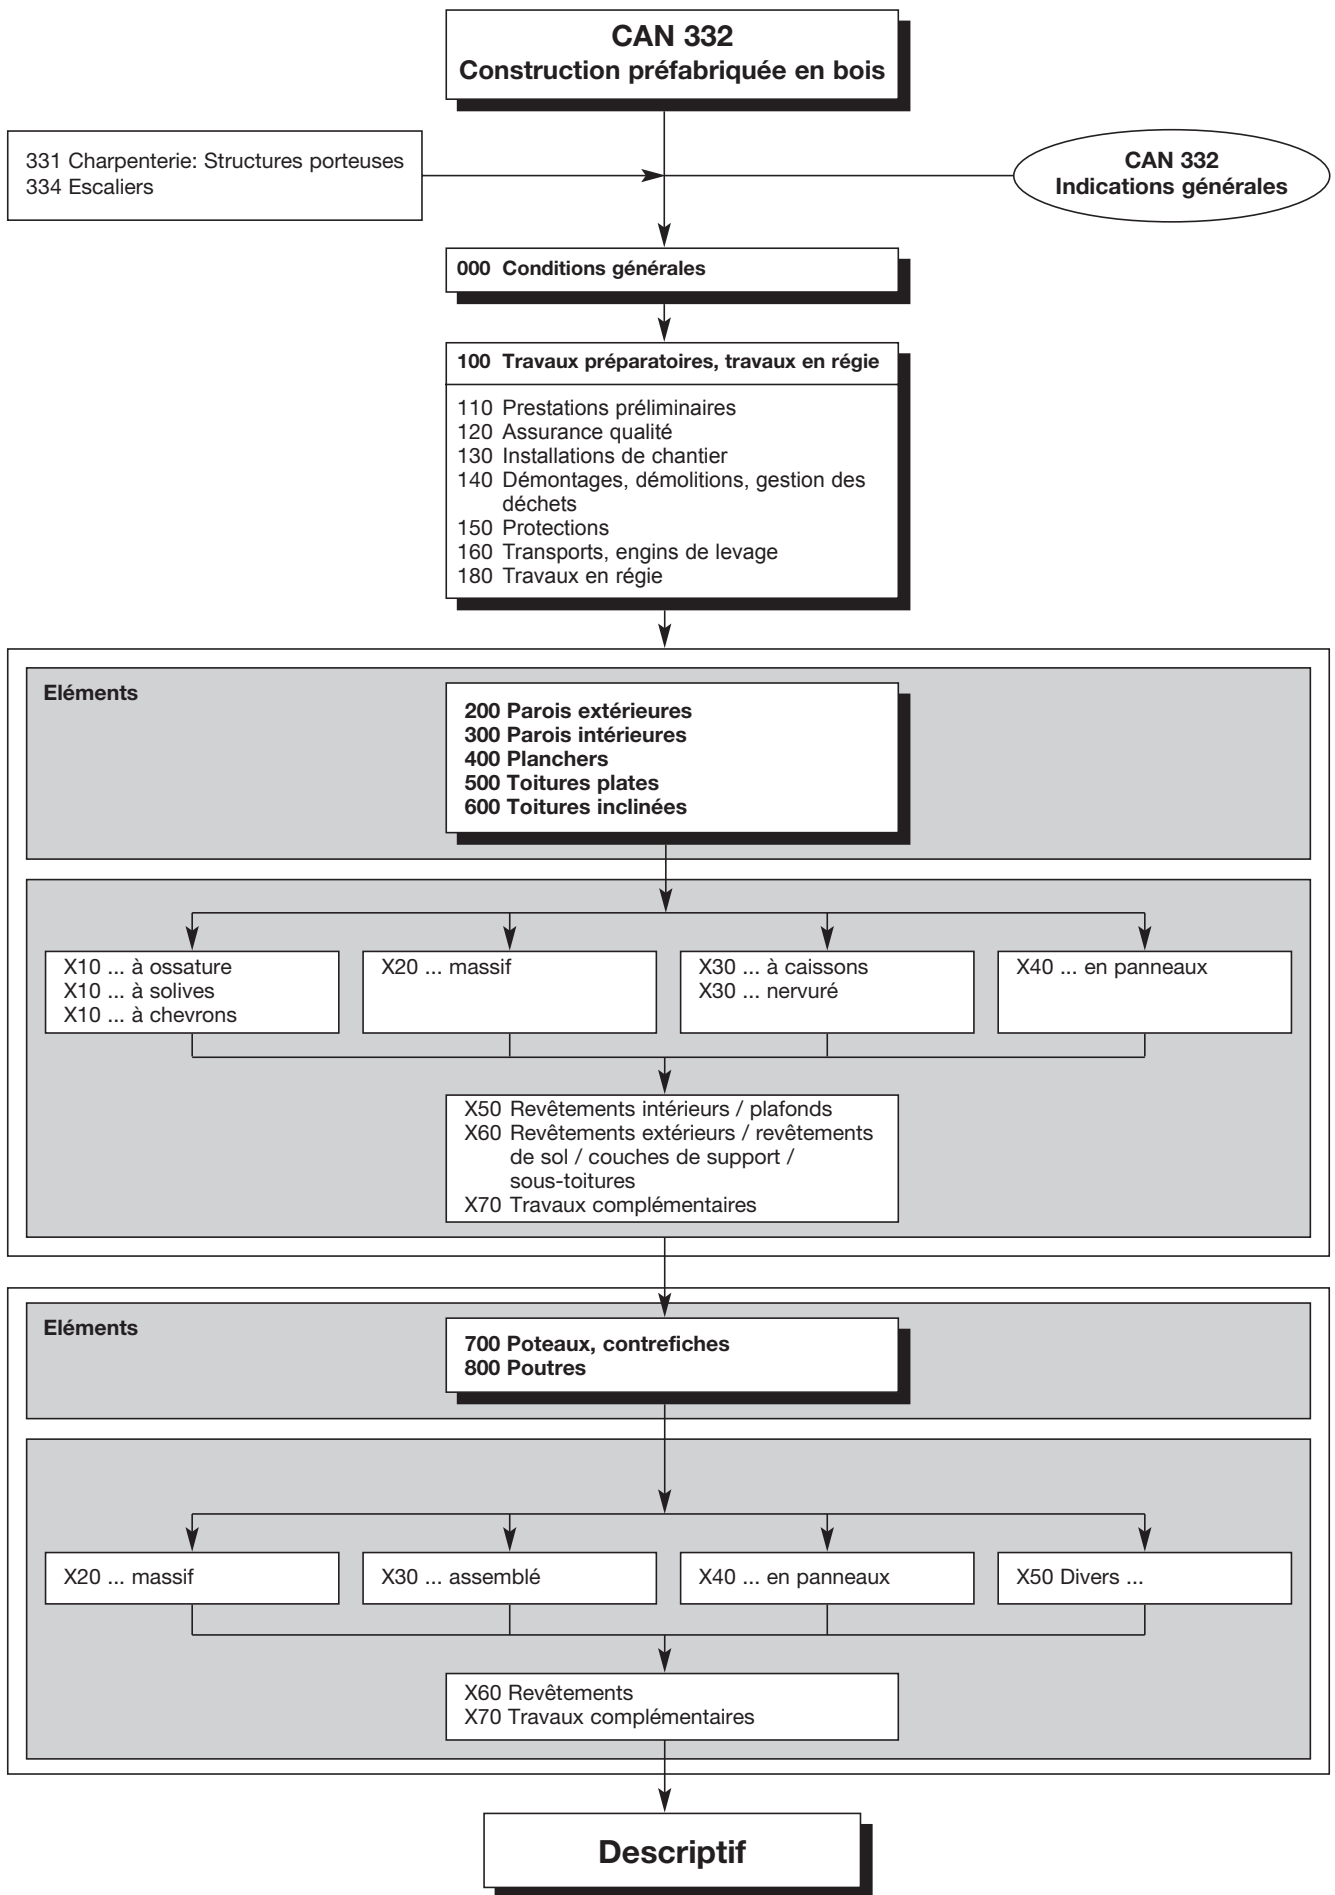 CAN 332
Construction préfabriquée en bois
331 Charpenterie: Structures porteuses
334 Escaliers
CAN 332
Indications générales
000 Conditions générales
100 Travaux préparatoires, travaux en régie
110 Prestations préliminaires
120 Assurance qualité
130 Installations de chantier
140 Démontages, démolitions, gestion des
déchets
150 Protections
160 Transports, engins de levage
180 Travaux en régie
Eléments
200 Parois extérieures
300 Parois intérieures
400 Planchers
500 Toitures plates
600 Toitures inclinées
X10 ... à ossature
X10 ... à solives
X10 ... à chevrons
X20 ... massif
X30 ... à caissons
X30 ... nervuré
X40 ... en panneaux
X50 Revêtements intérieurs / plafonds
X60 Revêtements extérieurs / revêtements
de sol / couches de support /
sous-toitures
X70 Travaux complémentaires
Eléments
700 Poteaux, contrefiches
800 Poutres
X20 ... massif
X30 ... assemblé
X40 ... en panneaux
X50 Divers ...
X60 Revêtements
X70 Travaux complémentaires
Descriptif